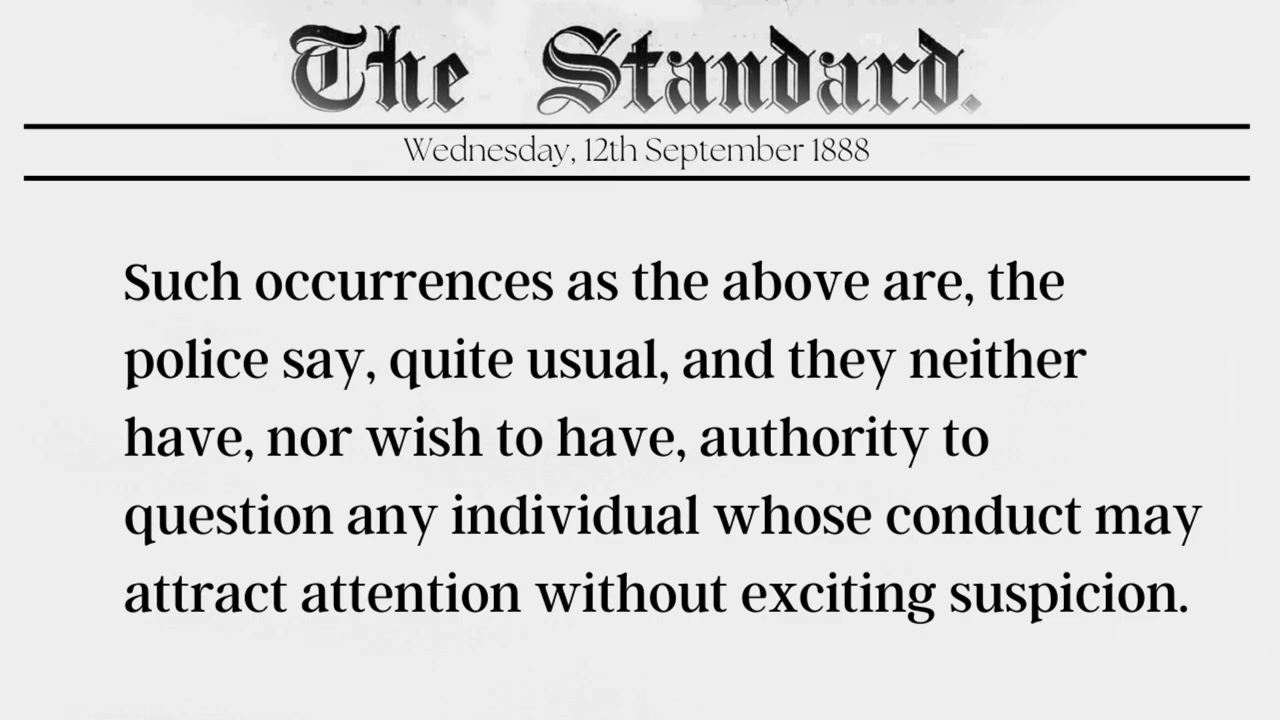 The Standard.
Wednesday, 12th September 1888
Such occurrences as the above are, the
police say, quite usual, and they neither
have, nor wish to have, authority to
question any individual whose conduct may
attract attention without exciting suspicion.